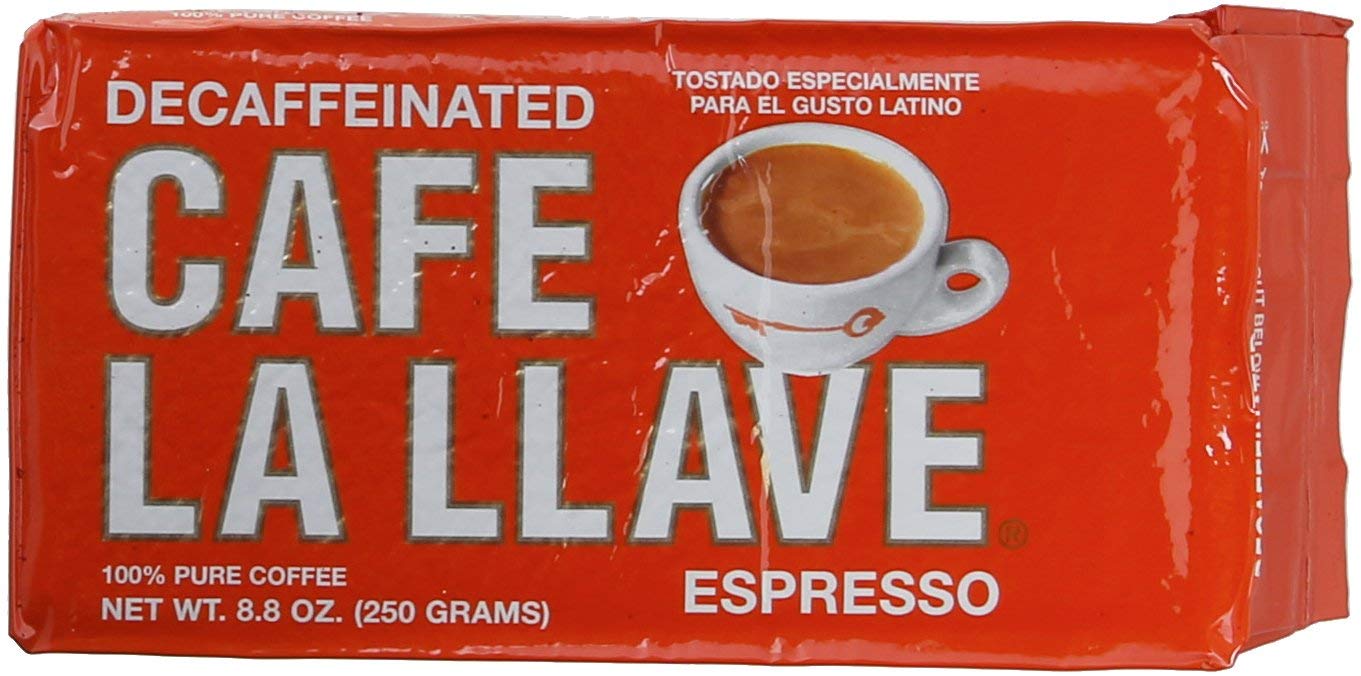 100% PURE COFFEE
DECAFFEINATED
TOSTADO ESPECIALMENTE
PARA EL GUSTO LATINO
CAFE
LA LLAVE®
100% PURE COFFEE
NET WT. 8.8 OZ. (250 GRAMS)
ESPRESSO